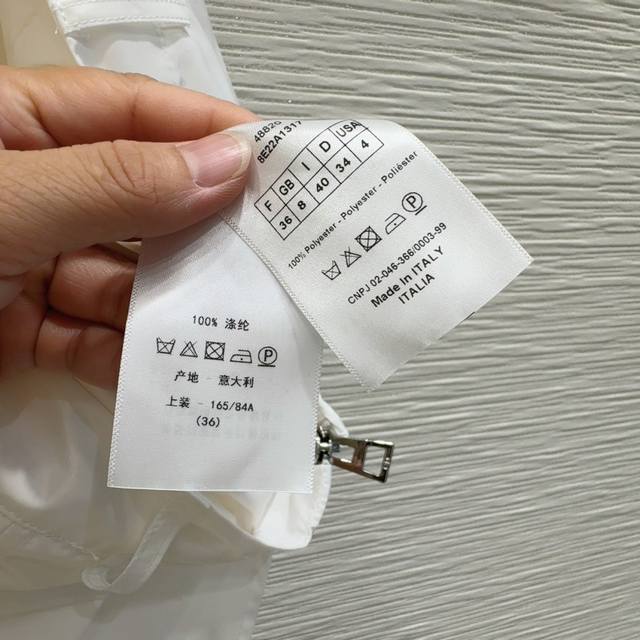 8E22A1317
F GB I D USA
36 8 40 34 4
100% Polyester - Polyester - Poliéster
CNPJ 02-046-366/0003-99
Made in ITALY
ITALIA
100% 涤纶
产地 - 意大利
上装 - 165/84A
(36)